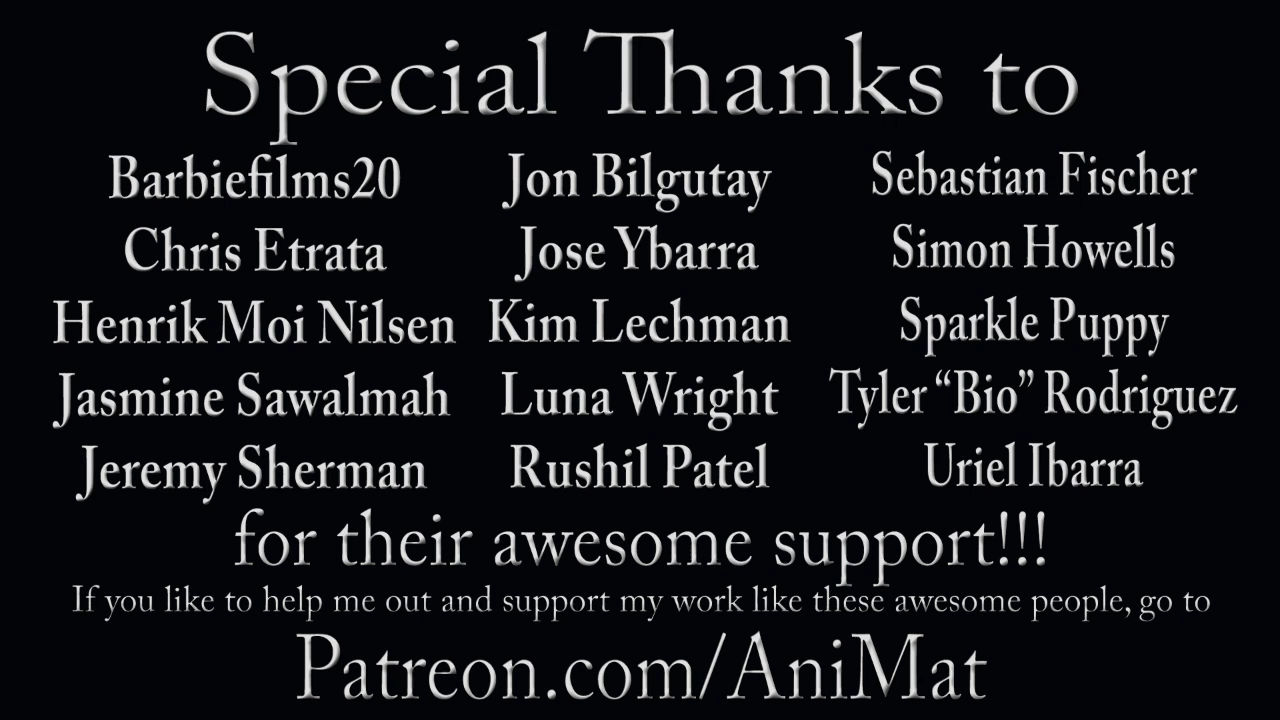 Special Thanks to
Barbiefilms20
Chris Etrata
Henrik Moi Nilsen
Jasmine Sawalmah
Jeremy Sherman
Jon Bilgutay
Jose Ybarra
Kim Lechman
Luna Wright
Rushil Patel
Sebastian Fischer
Simon Howells
Sparkle Puppy
Tyler “Bio” Rodriguez
Uriel Ibarra
for their awesome support!!!
If you like to help me out and support my work like these awesome people, go to
Patreon.com/AniMat